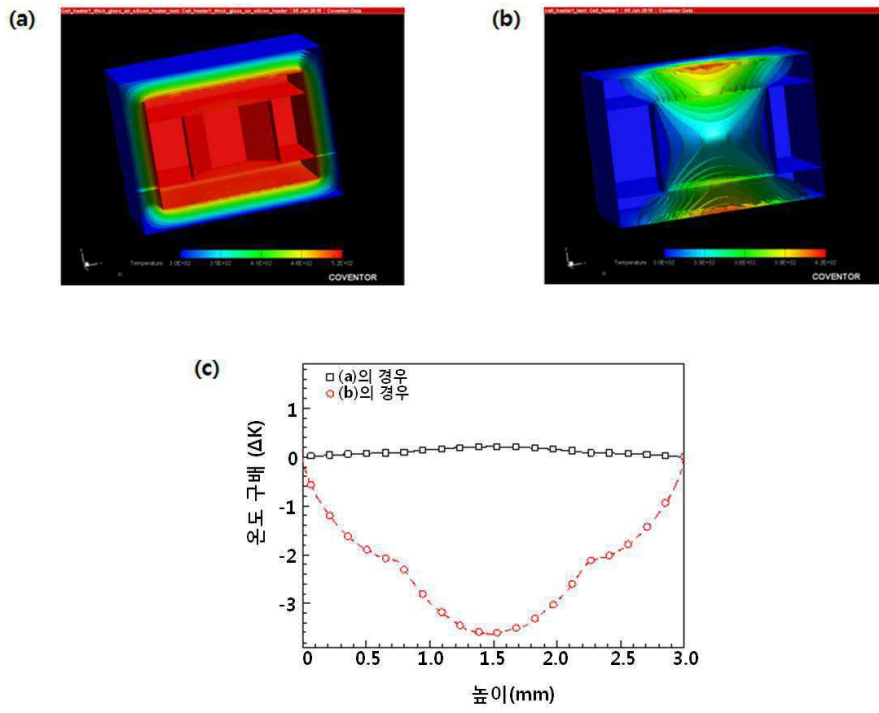 (a)
(b)
Temperature
COVENTOR
Temperature
COVENTOR
(c)
(a)의 경우
(b)의 경우
온도 구배 (ΔK)
1
0
-1
-2
-3
0 0.5 1.0 1.5 2.0 2.5 3.0
높이(mm)